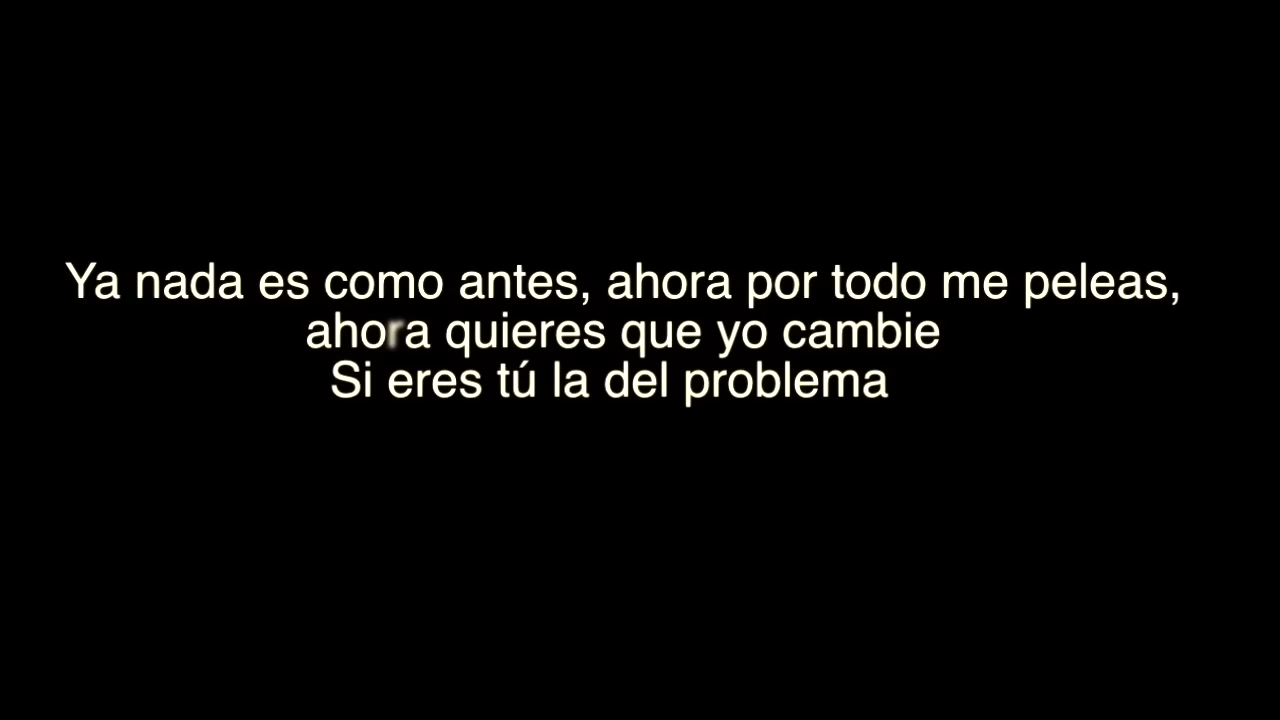 Ya nada es como antes, ahora por todo me peleas,
ahora quieres que yo cambie
Si eres tú la del problema